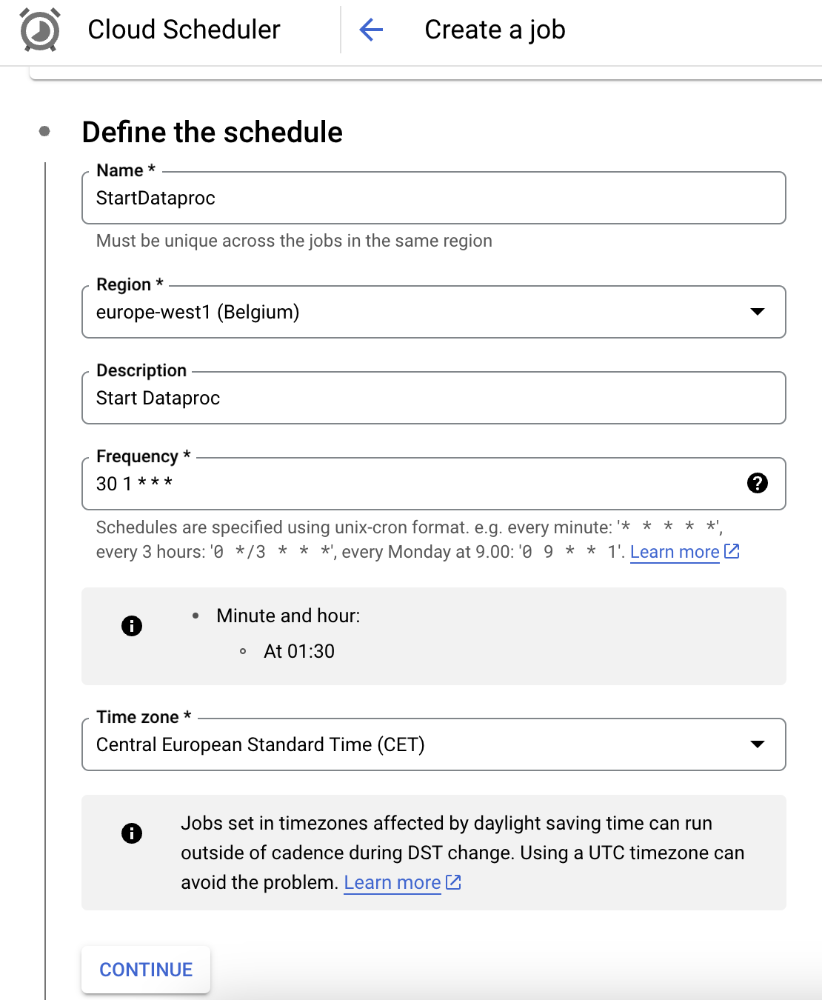 Cloud Scheduler
Create a job
Define the schedule
Name *
StartDataproc
Must be unique across the jobs in the same region
Region *
europe-west1 (Belgium)
Description
Start Dataproc
Frequency *
30 1 * * *
Schedules are specified using unix-cron format. e.g. every minute: '* * * * *',
every 3 hours: '0 */3 * * *', every Monday at 9.00: '0 9 * * 1'. Learn more
Minute and hour:
At 01:30
Time zone *
Central European Standard Time (CET)
Jobs set in timezones affected by daylight saving time can run
outside of cadence during DST change. Using a UTC timezone can
avoid the problem. Learn more
CONTINUE